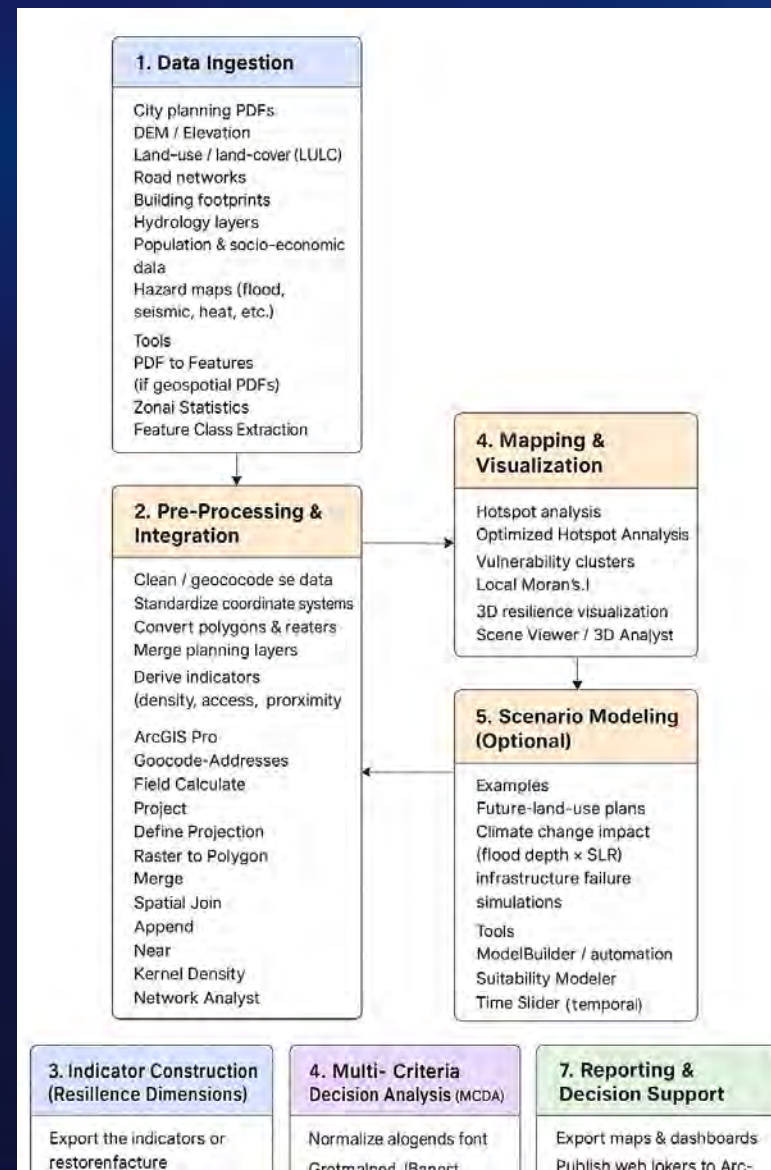 1. Data Ingestion
City planning PDFs
DEM / Elevation
Land-use / land-cover (LULC)
Road networks
Building footprints
Hydrology layers
Population & socio-economic
data
Hazard maps (flood,
seismic, heat, etc.)
Tools
PDF to Features
(if geospotial PDFs)
Zonai Statistics
Feature Class Extraction
2. Pre-Processing &
Integration
Clean / geococode se data
Standardize coordinate systems
Convert polygons & reaters
Merge planning layers
Derive indicators
(density, access, prorximity
ArcGIS Pro
Goocode-Addresses
Field Calculate
Project
Define Projection
Raster to Polygon
Merge
Spatial Join
Append
Near
Kernel Density
Network Analyst
4. Mapping &
Visualization
Hotspot analysis
Optimized Hotspot Annalysis
Vulnerability clusters
Local Moran's.I
3D resilience visualization
Scene Viewer / 3D Analyst
5. Scenario Modeling
(Optional)
Examples
Future-land-use plans
Climate change impact
(flood depth × SLR)
infrastructure failure
simulations
Tools
ModelBuilder / automation
Suitability Modeler
Time Slider (temporal)
3. Indicator Construction
(Resillence Dimensions)
Export the indicators or
restorenfacture
4. Multi- Criteria
Decision Analysis (MCDA)
Normalize alogends font
7. Reporting &
Decision Support
Export maps & dashboards
Publish web lokers to Arc-